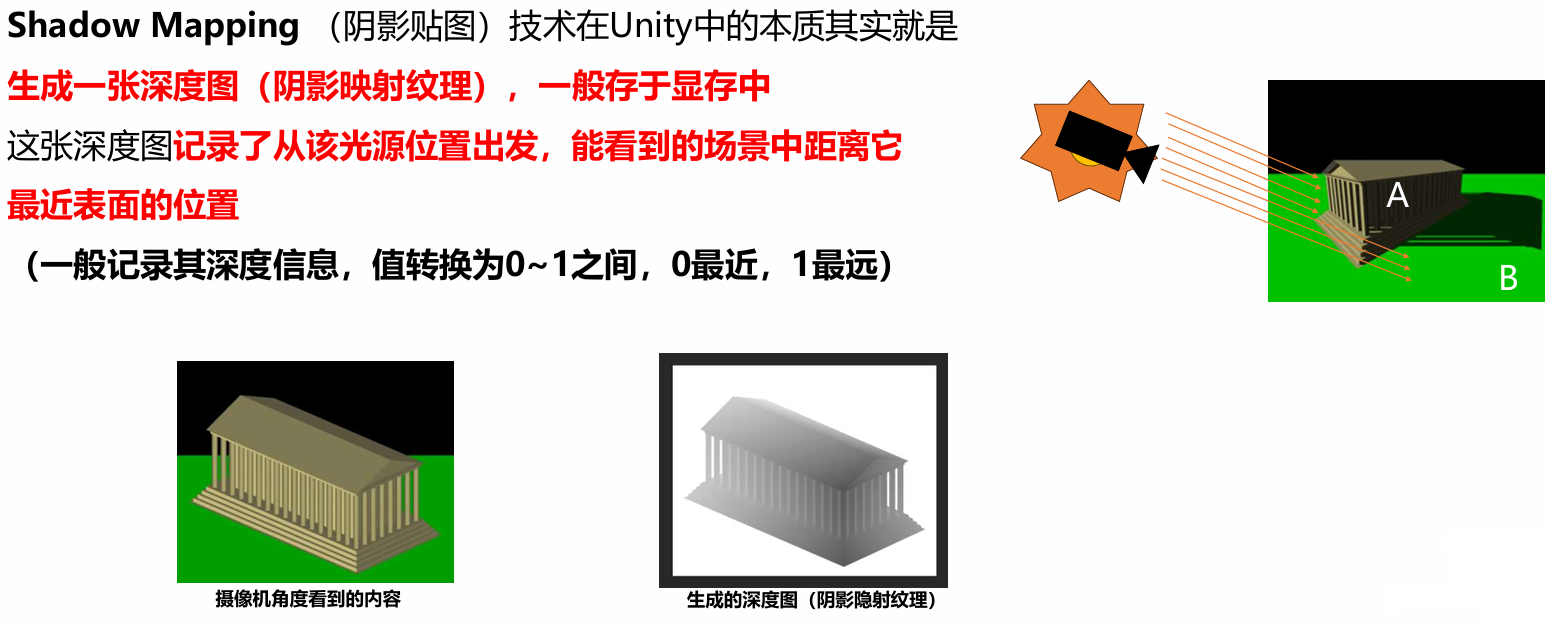 Shadow Mapping （阴影贴图）技术在Unity中的本质其实就是
生成一张深度图（阴影映射纹理），一般存于显存中
这张深度图记录了从该光源位置出发，能看到的场景中距离它
最近表面的位置
（一般记录其深度信息，值转换为0~1之间，0最近，1最远）
A
B
摄像机角度看到的内容
生成的深度图（阴影隐射纹理）